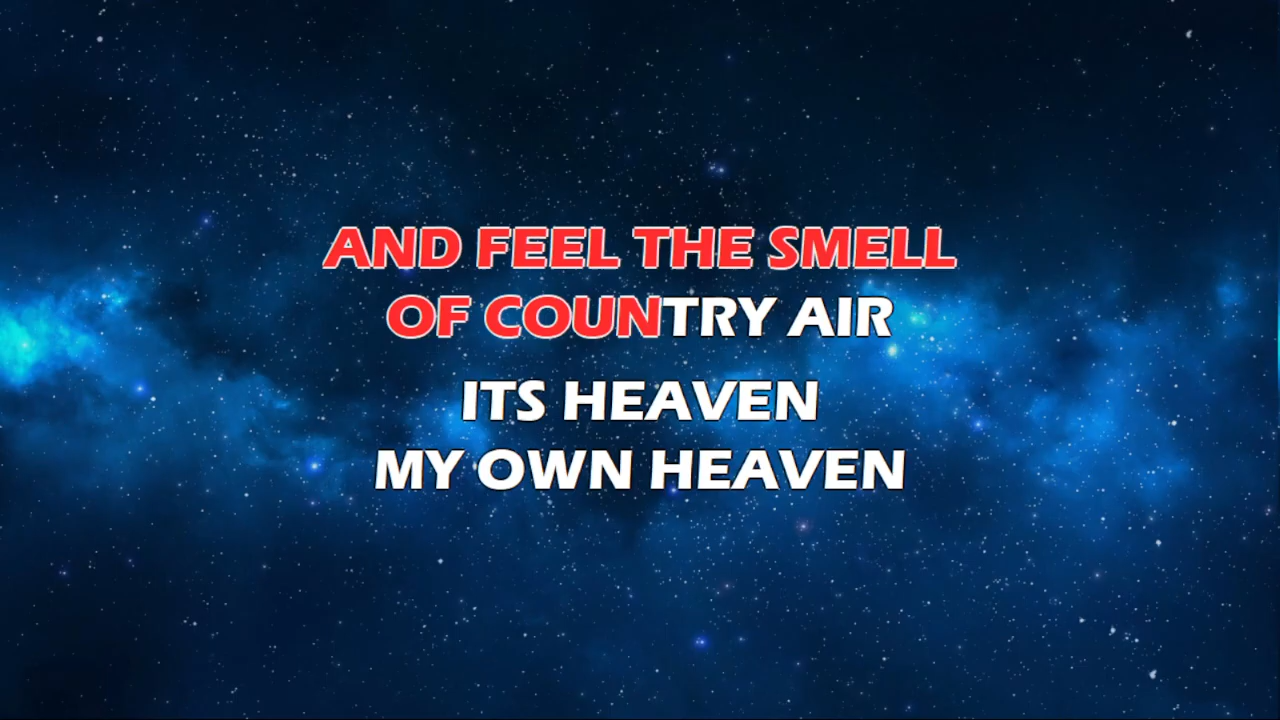 AND FEEL THE SMELL
OF COUNTRY AIR
ITS HEAVEN
MY OWN HEAVEN